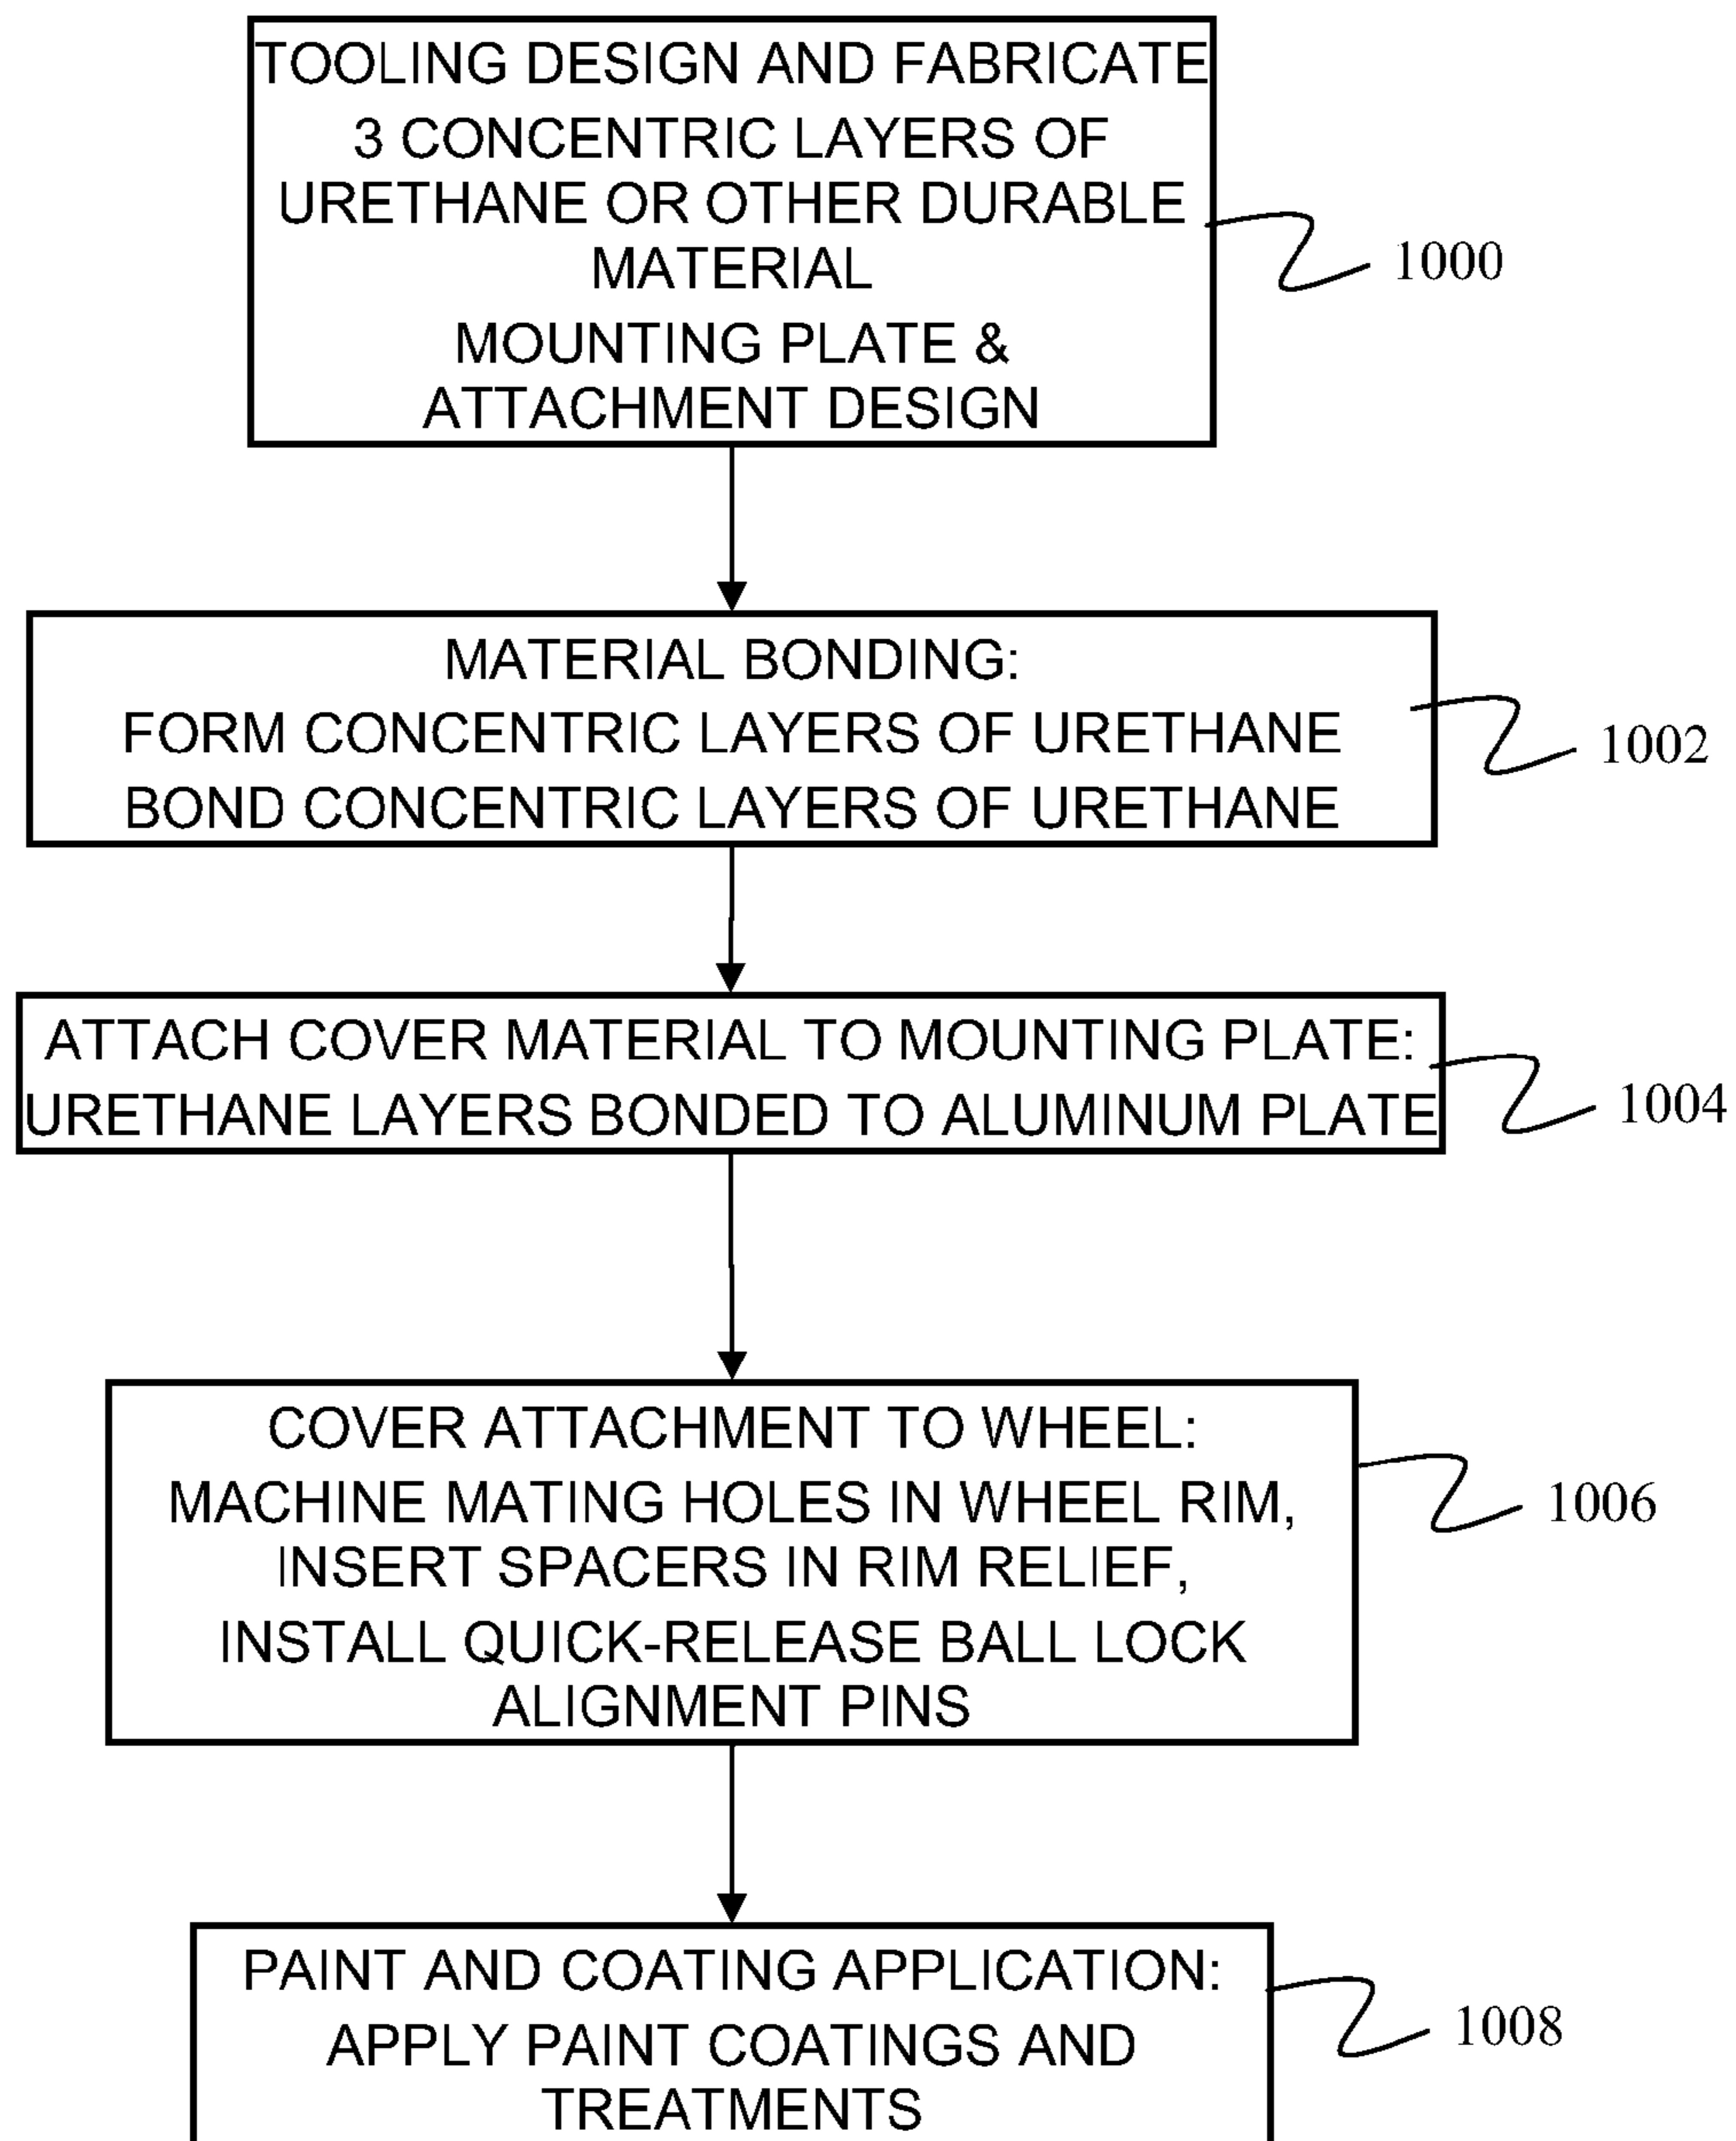 TOOLING DESIGN AND FABRICATE
3 CONCENTRIC LAYERS OF
URETHANE OR OTHER DURABLE
MATERIAL
MOUNTING PLATE &
ATTACHMENT DESIGN
1000
MATERIAL BONDING:
FORM CONCENTRIC LAYERS OF URETHANE
BOND CONCENTRIC LAYERS OF URETHANE
1002
ATTACH COVER MATERIAL TO MOUNTING PLATE:
URETHANE LAYERS BONDED TO ALUMINUM PLATE
1004
COVER ATTACHMENT TO WHEEL:
MACHINE MATING HOLES IN WHEEL RIM,
INSERT SPACERS IN RIM RELIEF,
INSTALL QUICK-RELEASE BALL LOCK
ALIGNMENT PINS
1006
PAINT AND COATING APPLICATION:
APPLY PAINT COATINGS AND
TREATMENTS
1008